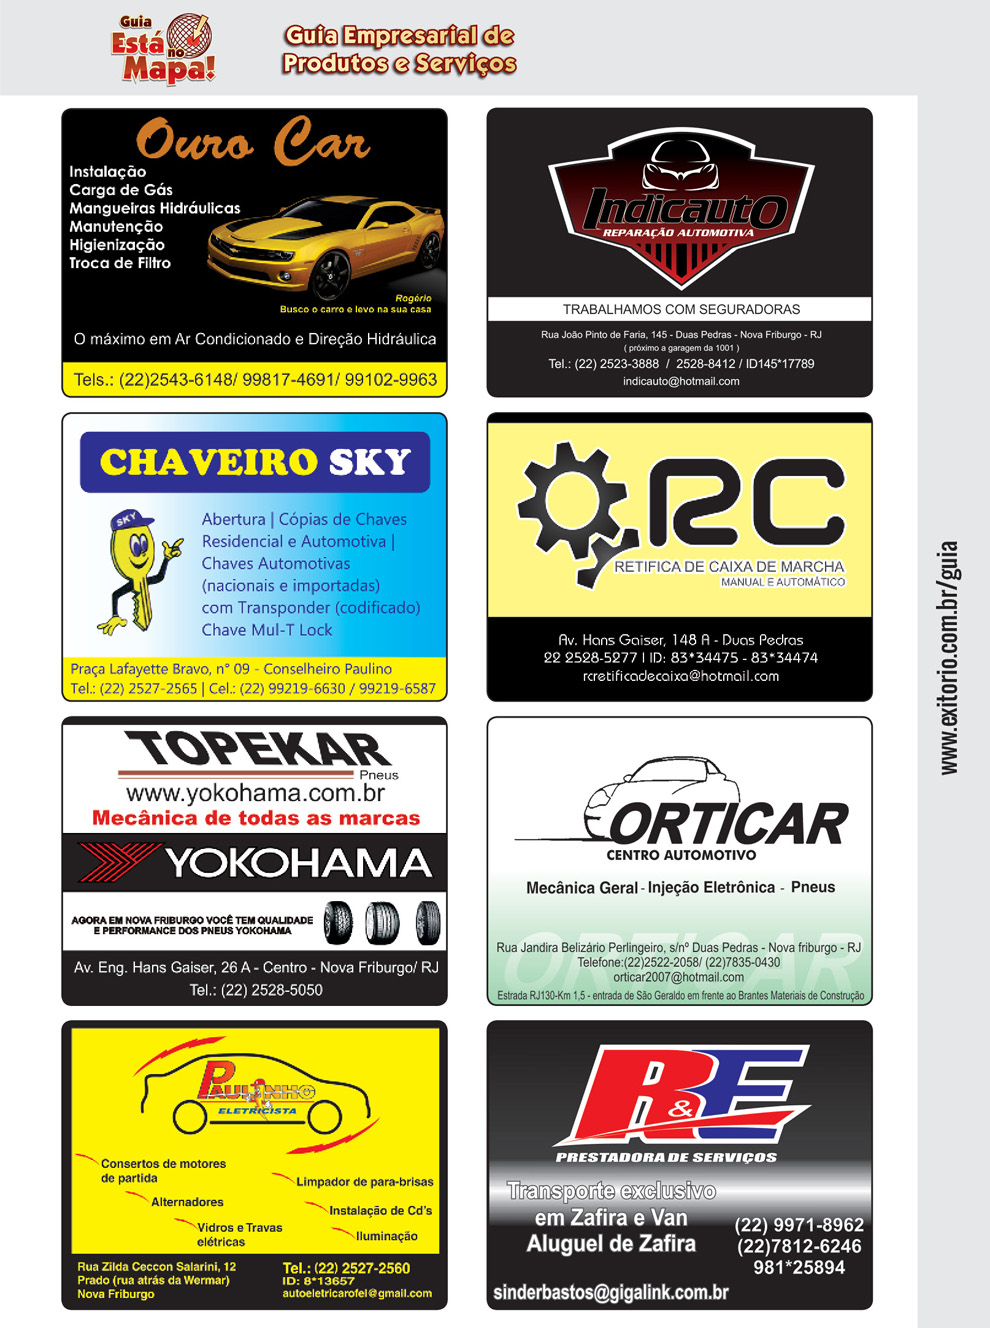 Guia
Está
no
Mapa!
Guia Empresarial de
Produtos e Serviços
Ouro Car
Instalação
Carga de Gás
Mangueiras Hidráulicas
Manutenção
Higienização
Troca de Filtro
Rogério
Busco o carro e levo na sua casa
O máximo em Ar Condicionado e Direção Hidráulica
Tels.: (22)2543-6148/ 99817-4691/ 99102-9963
Indicauto
REPARAÇÃO AUTOMOTIVA
TRABALHAMOS COM SEGURADORAS
Rua João Pinto de Faria, 145 - Duas Pedras - Nova Friburgo - RJ
( próximo a garagem da 1001 )
Tel.: (22) 2523-3888 / 2528-8412 / ID145*17789
indicauto@hotmail.com
CHAVEIRO SKY
SKY
Abertura | Cópias de Chaves
Residencial e Automotiva |
Chaves Automotivas
(nacionais e importadas)
com Transponder (codificado)
Chave Mul-T Lock
Praça Lafayette Bravo, n° 09 - Conselheiro Paulino
Tel.: (22) 2527-2565 | Cel.: (22) 99219-6630 / 99219-6587
RC
RETIFICA DE CAIXA DE MARCHA
MANUAL E AUTOMÁTICO
Av. Hans Gaiser, 148 A - Duas Pedras
22 2528-5277 | ID: 83*34475 - 83*34474
rcretificadecaixa@hotmail.com
TOPEKAR
Pneus
www.yokohama.com.br
Mecânica de todas as marcas
YOKOHAMA
AGORA EM NOVA FRIBURGO VOCÊ TEM QUALIDADE
E PERFORMANCE DOS PNEUS YOKOHAMA
Av. Eng. Hans Gaiser, 26 A - Centro - Nova Friburgo/ RJ
Tel.: (22) 2528-5050
ORTICAR
CENTRO AUTOMOTIVO
Mecânica Geral - Injeção Eletrônica - Pneus
Rua Jandira Belizário Perlingeiro, s/nº Duas Pedras - Nova friburgo - RJ
Telefone:(22)2522-2058/ (22)7835-0430
orticar2007@hotmail.com
ORTICAR
Estrada RJ130-Km 1,5 - entrada de São Geraldo em frente ao Brantes Materiais de Construção
PAULINHO
ELETRICISTA
Consertos de motores
de partida
Alternadores
Vidros e Travas
elétricas
Limpador de para-brisas
Instalação de Cd's
Iluminação
Rua Zilda Ceccon Salarini, 12
Prado (rua atrás da Wermar)
Nova Friburgo
Tel.: (22) 2527-2560
ID: 8*13657
autoeletricarofel@gmail.com
R&E
PRESTADORA DE SERVIÇOS
Transporte exclusivo
em Zafira e Van
Aluguel de Zafira
(22) 9971-8962
(22)7812-6246
981*25894
sinderbastos@gigalink.com.br
www.exitorio.com.br/guia